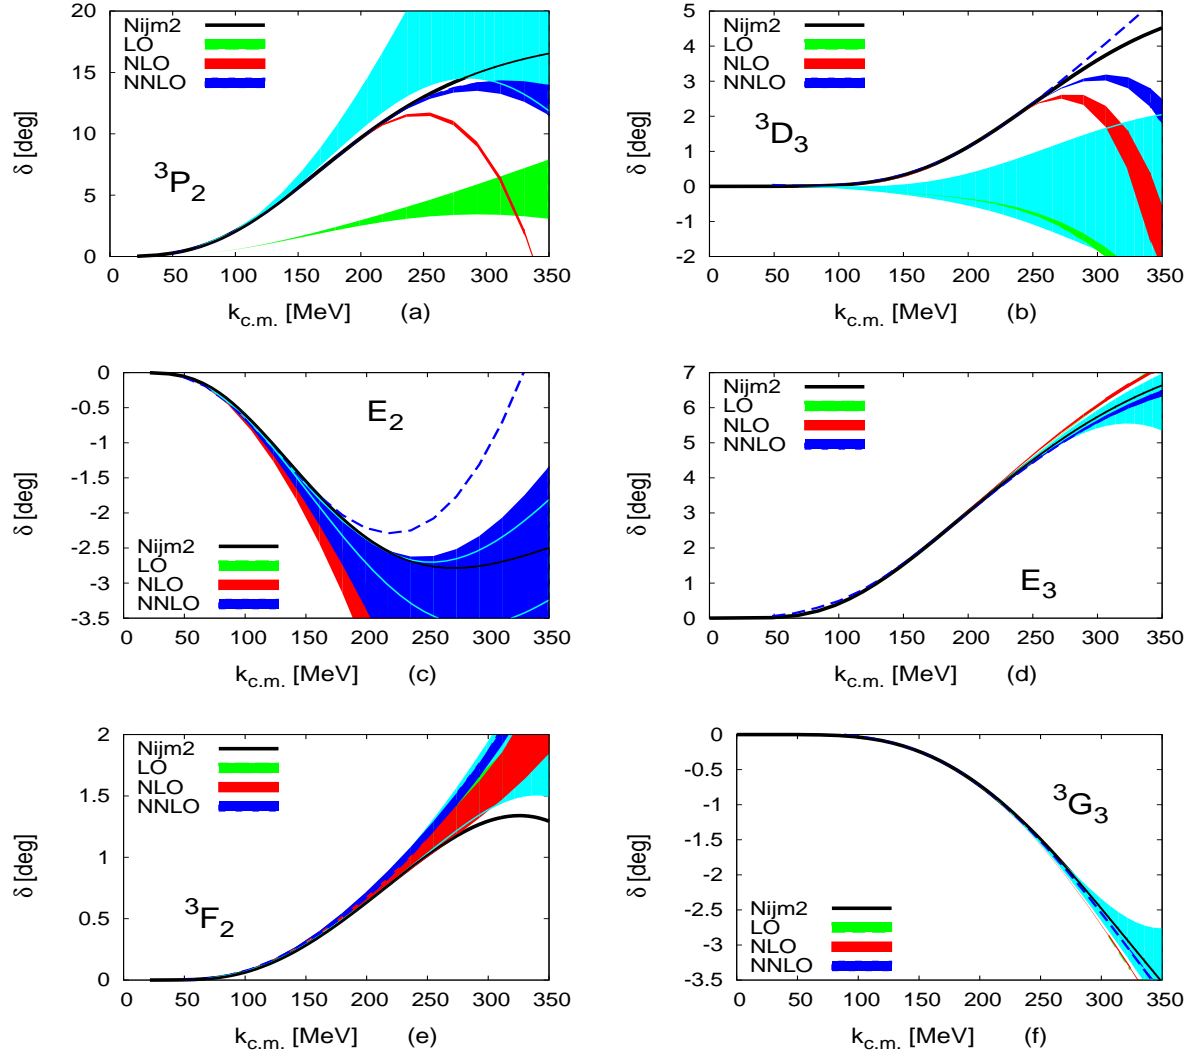 20
15
10
5
0
δ [deg]
Nijm2
LO
NLO
NNLO
³P₂
0 50 100 150 200 250 300 350
k_c.m. [MeV] (a)
5
4
3
2
1
0
-1
-2
δ [deg]
Nijm2
LO
NLO
NNLO
³D₃
0 50 100 150 200 250 300 350
k_c.m. [MeV] (b)
0
-0.5
-1
-1.5
-2
-2.5
-3
-3.5
δ [deg]
E₂
Nijm2
LO
NLO
NNLO
0 50 100 150 200 250 300 350
k_c.m. [MeV] (c)
7
6
5
4
3
2
1
0
δ [deg]
Nijm2
LO
NLO
NNLO
E₃
0 50 100 150 200 250 300 350
k_c.m. [MeV] (d)
2
1.5
1
0.5
0
δ [deg]
Nijm2
LO
NLO
NNLO
³F₂
0 50 100 150 200 250 300 350
k_c.m. [MeV] (e)
0
-0.5
-1
-1.5
-2
-2.5
-3
-3.5
δ [deg]
³G₃
Nijm2
LO
NLO
NNLO
0 50 100 150 200 250 300 350
k_c.m. [MeV] (f)